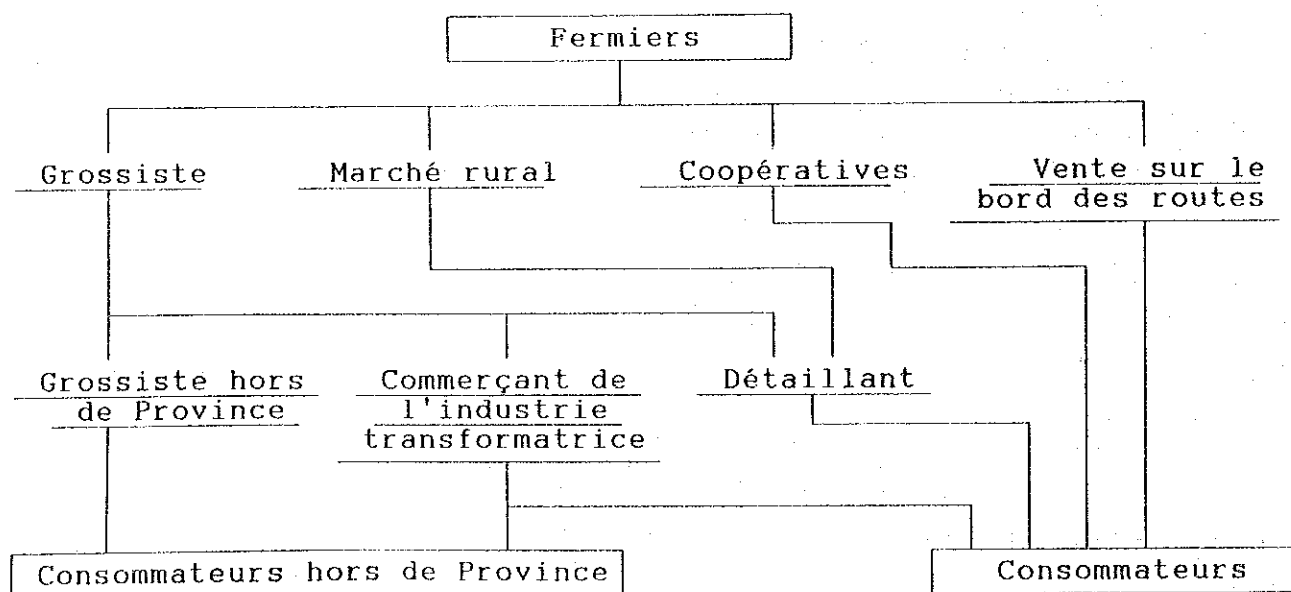 Fermiers
Grossiste
Marché rural
Coopératives
Vente sur le
bord des routes
Grossiste hors
de Province
Commerçant de
l'industrie
transformatrice
Détaillant
Consommateurs hors de Province
Consommateurs